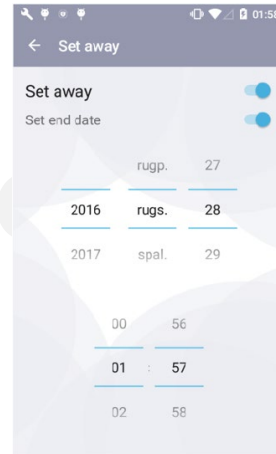 01:58
Set away
Set away
Set end date
rugp. 27
2016 rugs. 28
2017 spal. 29
00 56
01 : 57
02 58